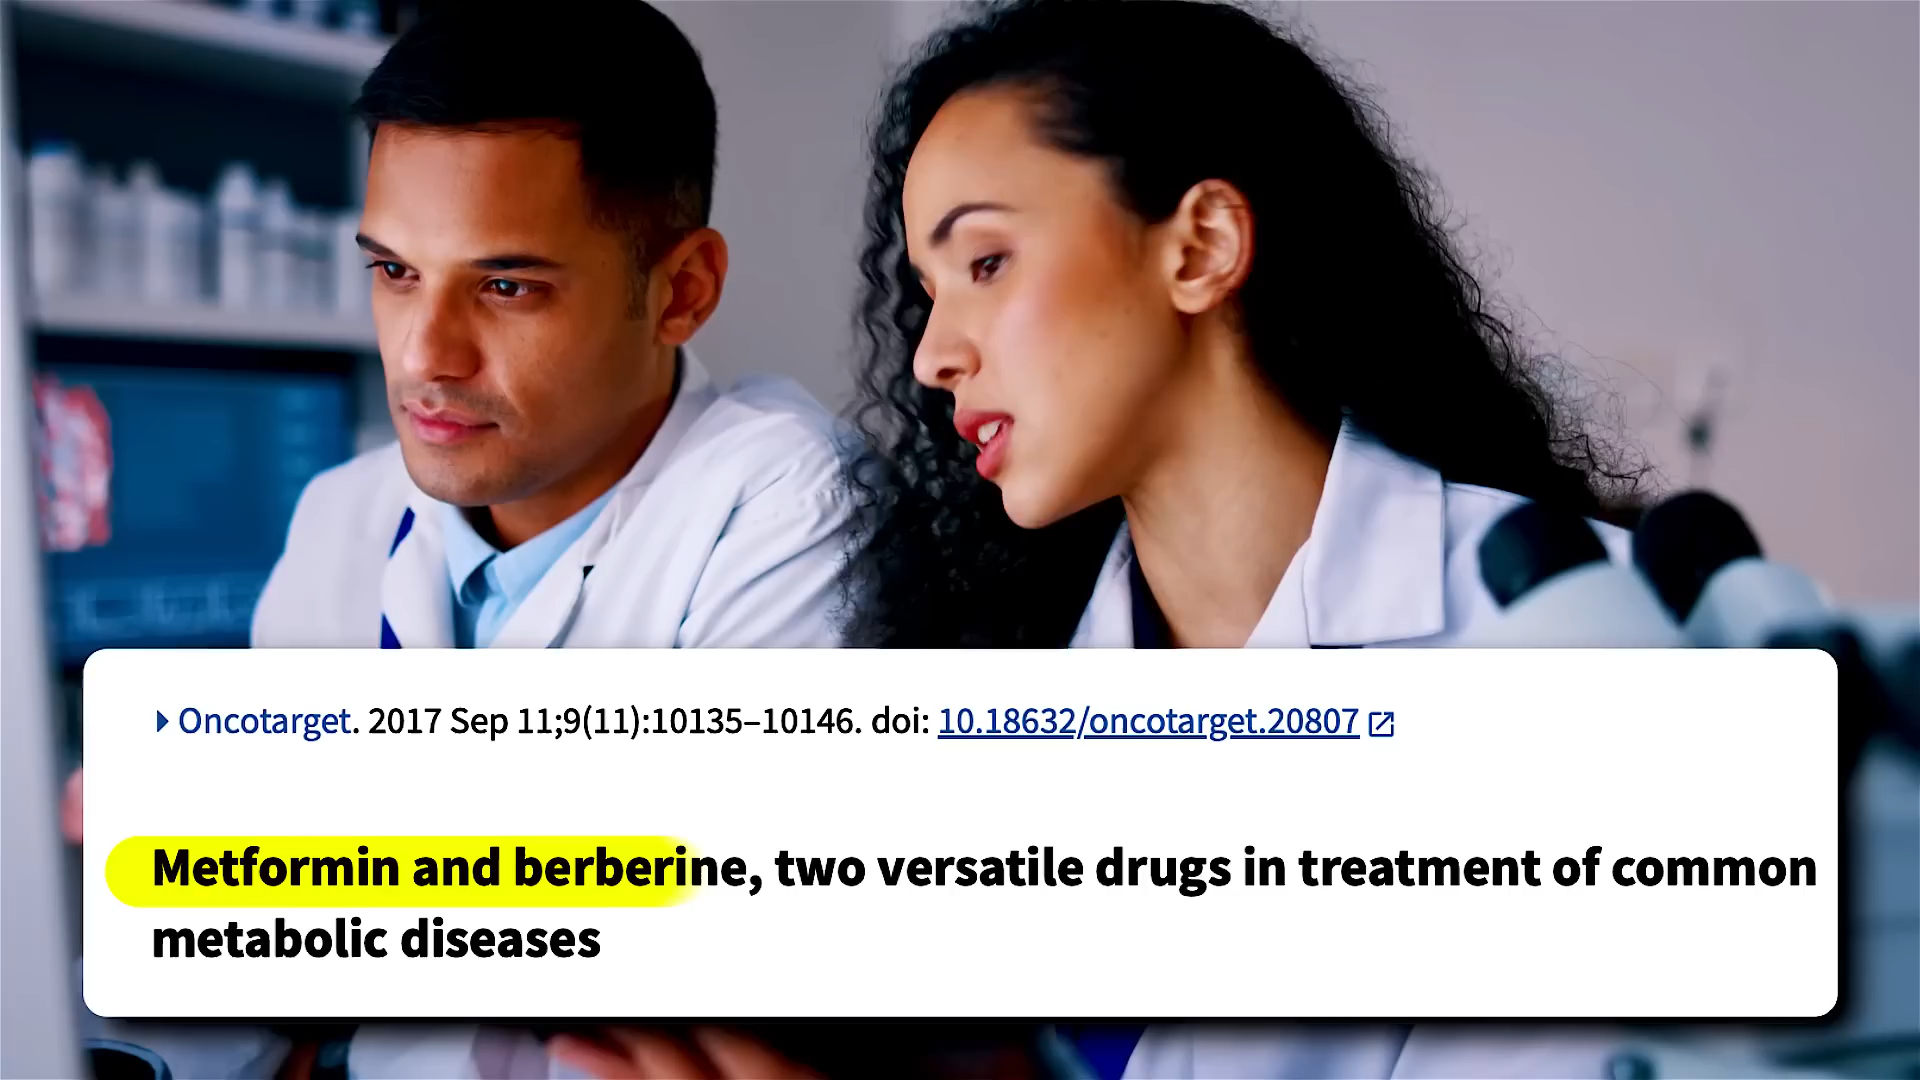 Oncotarget. 2017 Sep 11;9(11):10135–10146. doi: 10.18632/oncotarget.20807
Metformin and berberine, two versatile drugs in treatment of common
metabolic diseases